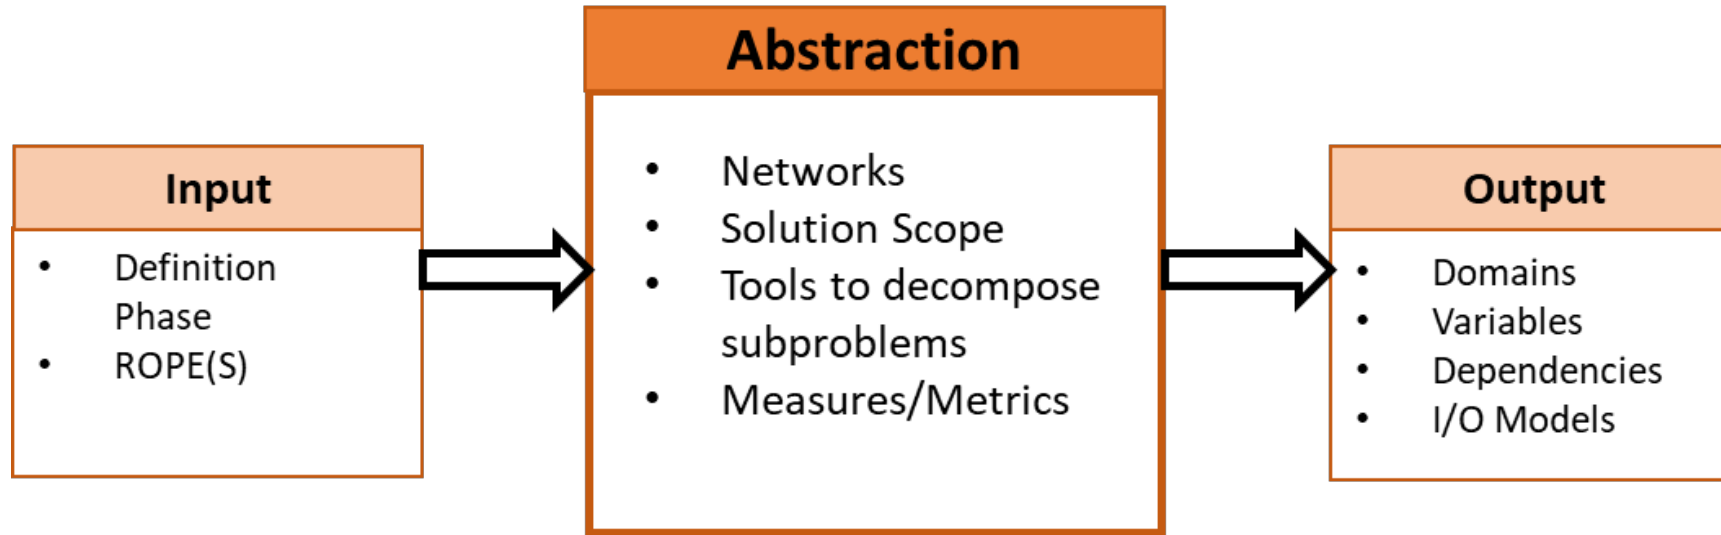 Input
• Definition
Phase
• ROPE(S)
Abstraction
• Networks
• Solution Scope
• Tools to decompose
subproblems
• Measures/Metrics
Output
• Domains
• Variables
• Dependencies
• I/O Models